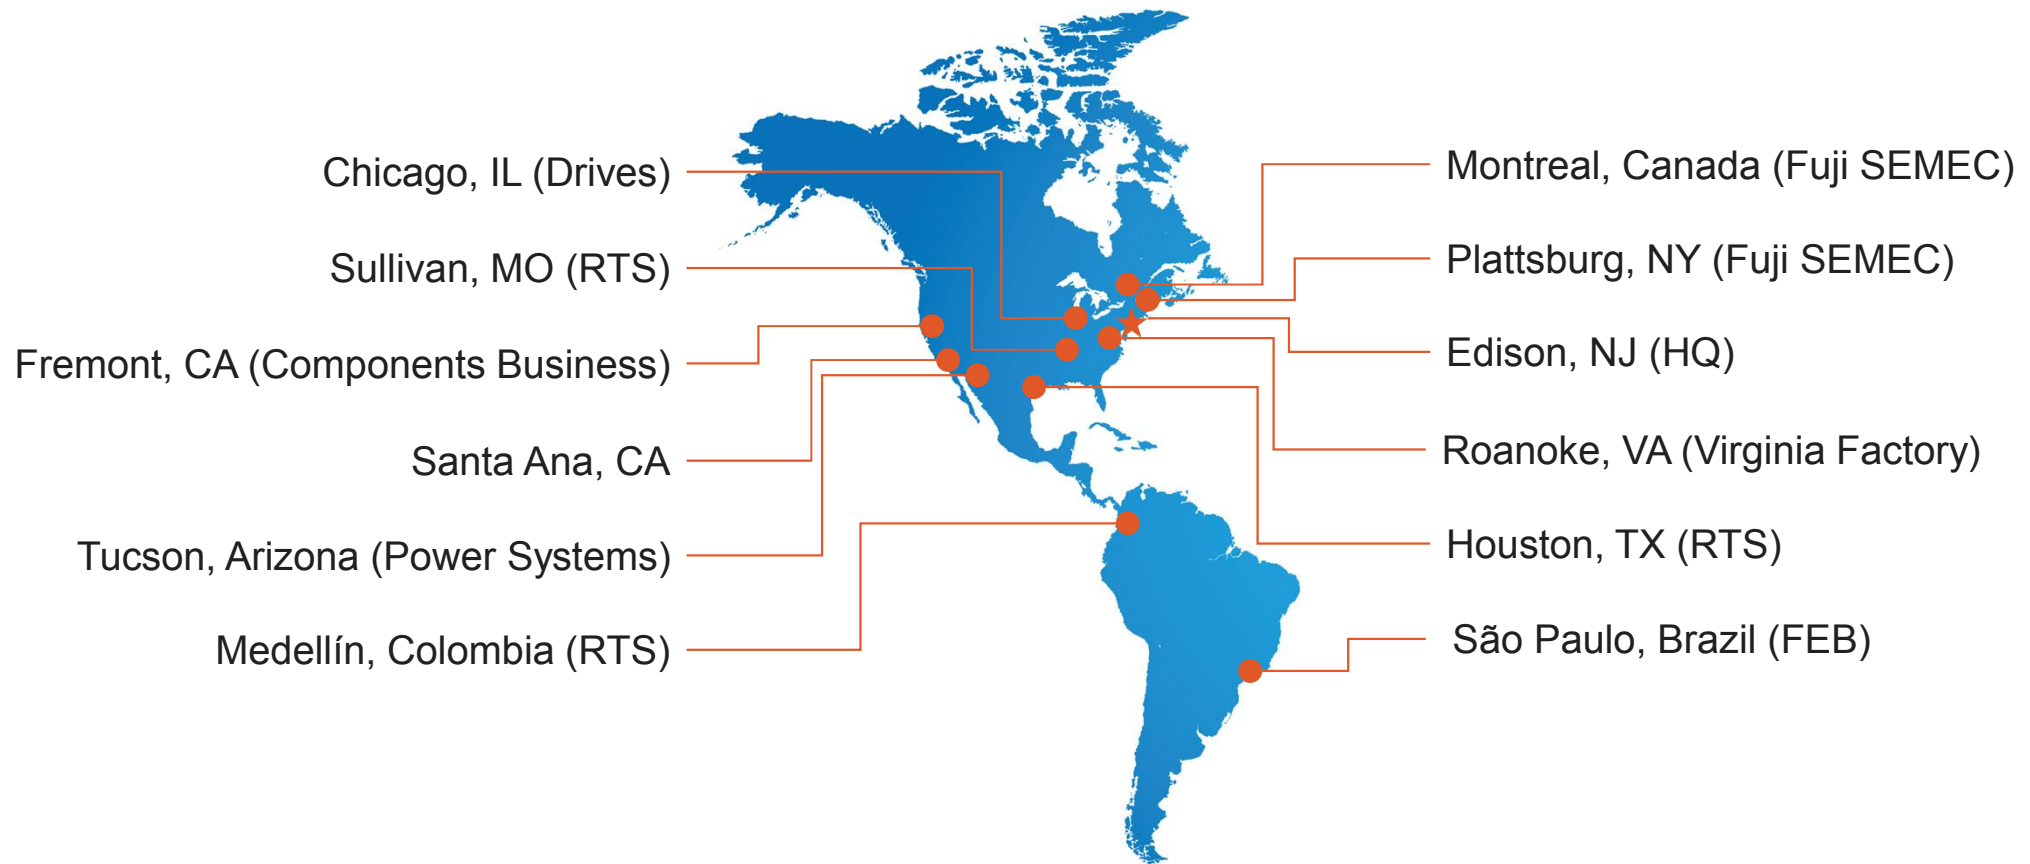 Chicago, IL (Drives)
Sullivan, MO (RTS)
Fremont, CA (Components Business)
Santa Ana, CA
Tucson, Arizona (Power Systems)
Medellín, Colombia (RTS)
Montreal, Canada (Fuji SEMEC)
Plattsburg, NY (Fuji SEMEC)
Edison, NJ (HQ)
Roanoke, VA (Virginia Factory)
Houston, TX (RTS)
São Paulo, Brazil (FEB)